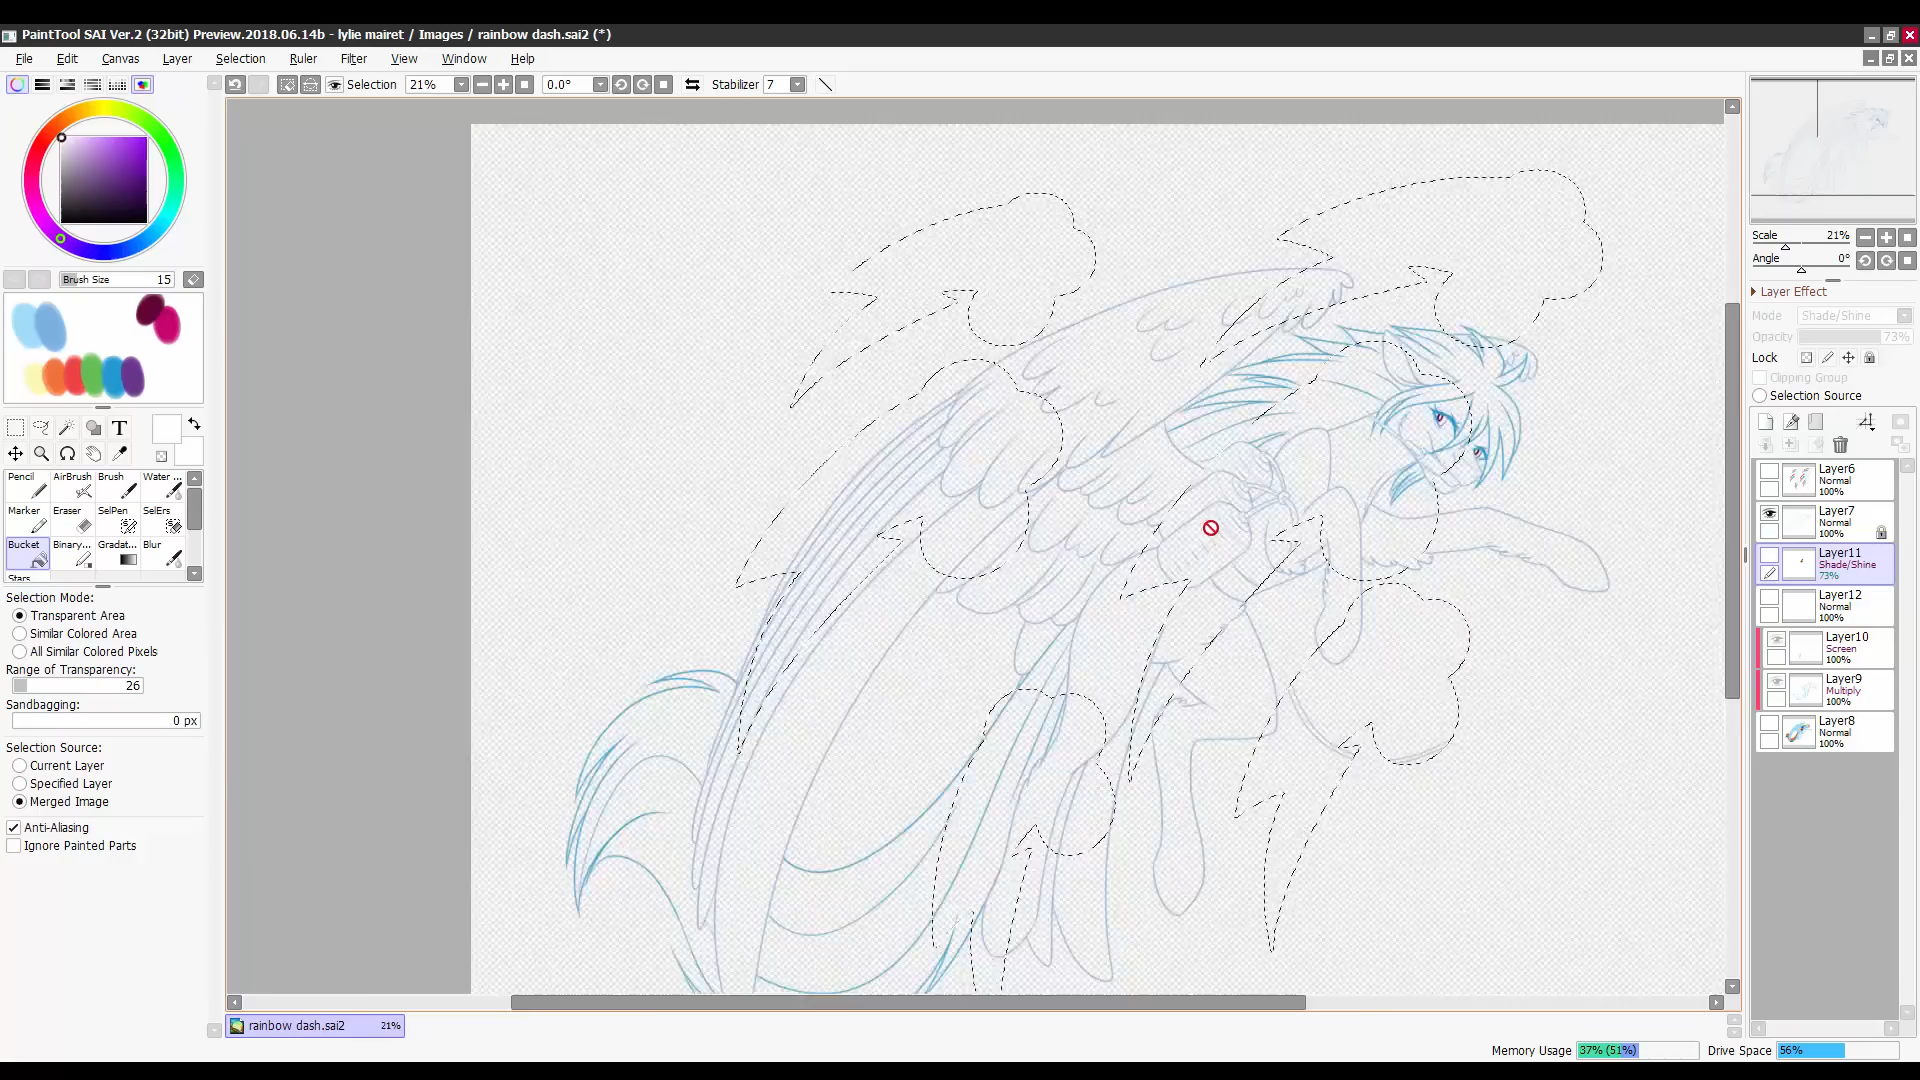 PaintTool SAI Ver.2 (32bit) Preview.2018.06.14b - lylie mairet / Images / rainbow dash.sai2 (*)
File Edit Canvas Layer Selection Ruler Filter View Window Help
Selection 21% 0.0° Stabilizer 7
Scale 21%
Angle 0°
Brush Size 15
Layer Effect
Mode Shade/Shine
Opacity 73%
Lock
Clipping Group
Selection Source
T
Pencil AirBrush Brush Water ...
Marker Eraser SelPen SelErs
Bucket Binary... Gradat... Blur
Stars
Selection Mode:
Transparent Area
Similar Colored Area
All Similar Colored Pixels
Range of Transparency:
26
Sandbagging:
0 px
Selection Source:
Current Layer
Specified Layer
Merged Image
Anti-Aliasing
Ignore Painted Parts
Layer6
Normal
100%
Layer7
Normal
100%
Layer11
Shade/Shine
73%
Layer12
Normal
100%
Layer10
Screen
100%
Layer9
Multiply
100%
Layer8
Normal
100%
rainbow dash.sai2 21%
Memory Usage 37% (51%) Drive Space 56%